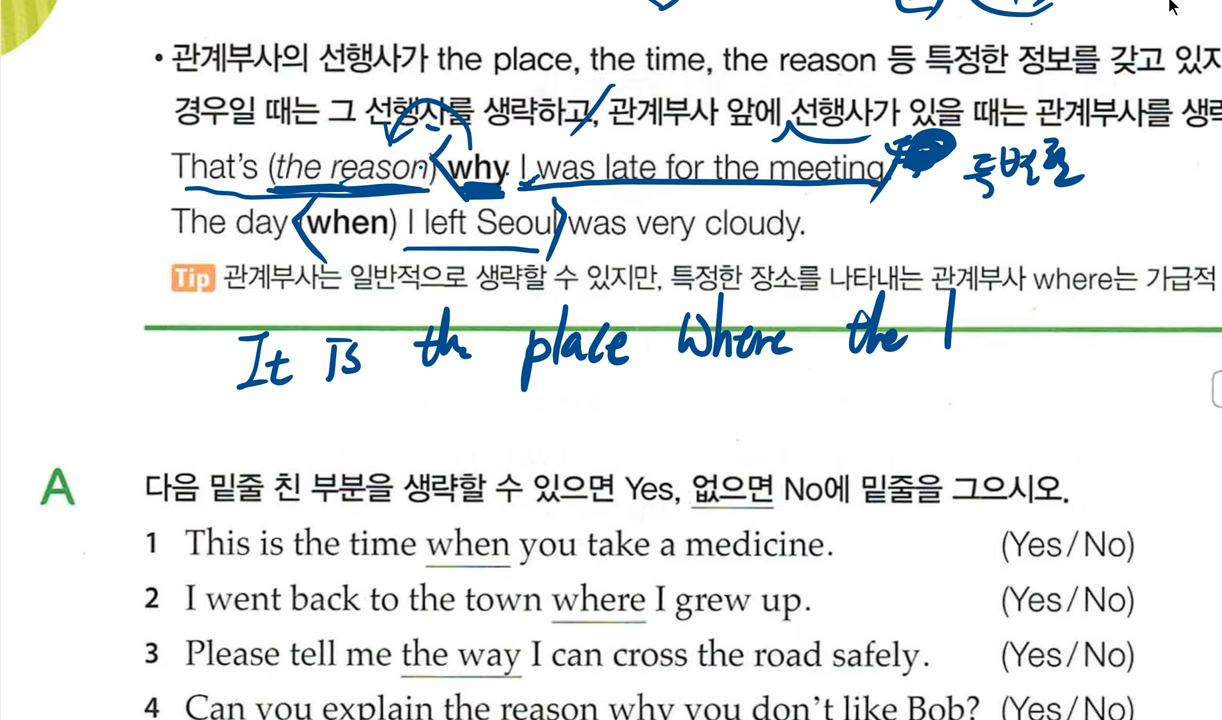 • 관계부사의 선행사가 the place, the time, the reason 등 특정한 정보를 갖고 있지
경우일 때는 그 선행사를 생략하고, 관계부사 앞에 선행사가 있을 때는 관계부사를 생략
That's (the reason) why I was late for the meeting
특별한
The day (when) I left Seoul was very cloudy.
Tip 관계부사는 일반적으로 생략할 수 있지만, 특정한 장소를 나타내는 관계부사 where는 가급적
It is the place where the l
A 다음 밑줄 친 부분을 생략할 수 있으면 Yes, 없으면 No에 밑줄을 그으시오.
1 This is the time when you take a medicine. (Yes/No)
2 I went back to the town where I grew up. (Yes/No)
3 Please tell me the way I can cross the road safely. (Yes/No)
4 Can you explain the reason why you don't like Bob? (Yes/No)